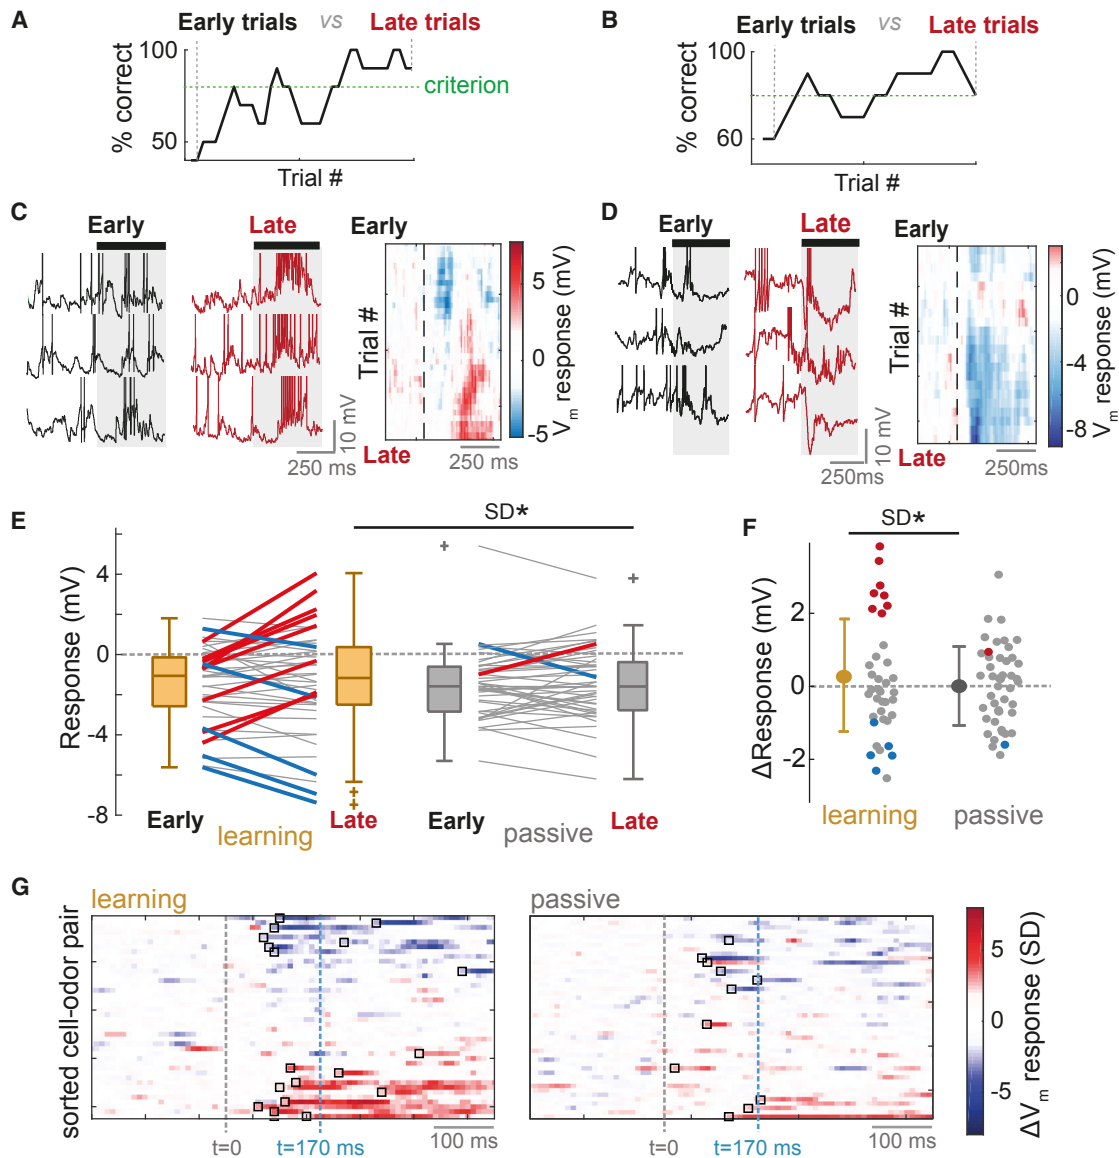 A
Early trials vs Late trials
100
50
% correct
criterion
Trial #
B
Early trials vs Late trials
100
60
% correct
Trial #
C
Early
Late
10 mV
250 ms
Early
Trial #
Late
250 ms
5
0
-5
Vm response (mV)
D
Early
Late
10 mV
250ms
Early
Trial #
Late
250ms
0
-4
-8
Vm response (mV)
E
SD*
Response (mV)
4
0
-4
-8
Early
learning
Late
Early
passive
Late
F
SD*
ΔResponse (mV)
2
0
-2
learning
passive
G
learning
sorted cell-odor pair
t=0
t=170 ms
100 ms
passive
t=0
t=170 ms
100 ms
5
0
-5
ΔVm response (SD)